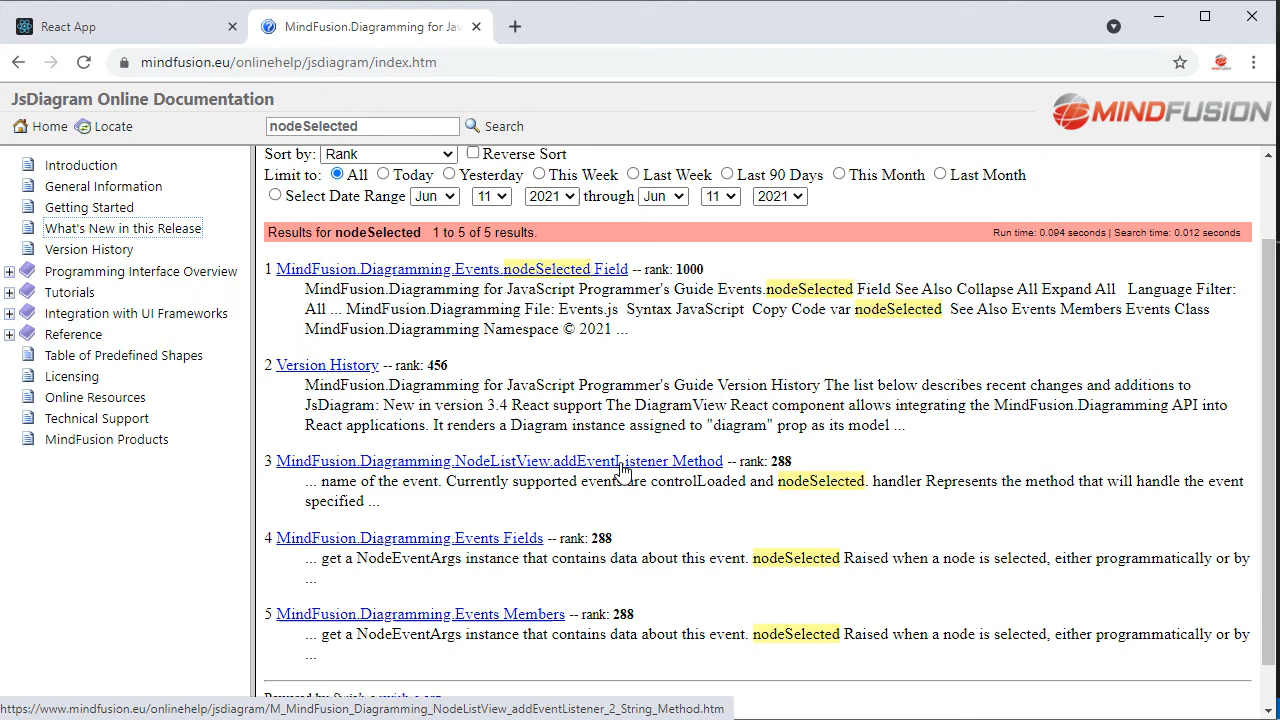 React App
MindFusion.Diagramming for Jav
mindfusion.eu/onlinehelp/jsdiagram/index.htm
JsDiagram Online Documentation
Home Locate
nodeSelected Search
MINDFUSION
Introduction
General Information
Getting Started
What's New in this Release
Version History
Programming Interface Overview
Tutorials
Integration with UI Frameworks
Reference
Table of Predefined Shapes
Licensing
Online Resources
Technical Support
MindFusion Products
Sort by: Rank Reverse Sort
Limit to: All Today Yesterday This Week Last Week Last 90 Days This Month Last Month
Select Date Range Jun 11 2021 through Jun 11 2021
Results for nodeSelected 1 to 5 of 5 results. Run time: 0.094 seconds | Search time: 0.012 seconds
1 MindFusion.Diagramming.Events.nodeSelected Field -- rank: 1000
MindFusion.Diagramming for JavaScript Programmer's Guide Events.nodeSelected Field See Also Collapse All Expand All Language Filter:
All ... MindFusion.Diagramming File: Events.js Syntax JavaScript Copy Code var nodeSelected See Also Events Members Events Class
MindFusion.Diagramming Namespace © 2021 ...
2 Version History -- rank: 456
MindFusion.Diagramming for JavaScript Programmer's Guide Version History The list below describes recent changes and additions to
JsDiagram: New in version 3.4 React support The DiagramView React component allows integrating the MindFusion.Diagramming API into
React applications. It renders a Diagram instance assigned to "diagram" prop as its model ...
3 MindFusion.Diagramming.NodeListView.addEventListener Method -- rank: 288
... name of the event. Currently supported events are controlLoaded and nodeSelected. handler Represents the method that will handle the event
specified ...
4 MindFusion.Diagramming.Events Fields -- rank: 288
... get a NodeEventArgs instance that contains data about this event. nodeSelected Raised when a node is selected, either programmatically or by
...
5 MindFusion.Diagramming.Events Members -- rank: 288
... get a NodeEventArgs instance that contains data about this event. nodeSelected Raised when a node is selected, either programmatically or by
...
https://www.mindfusion.eu/onlinehelp/jsdiagram/M_MindFusion_Diagramming_NodeListView_addEventListener_2_String_Method.htm